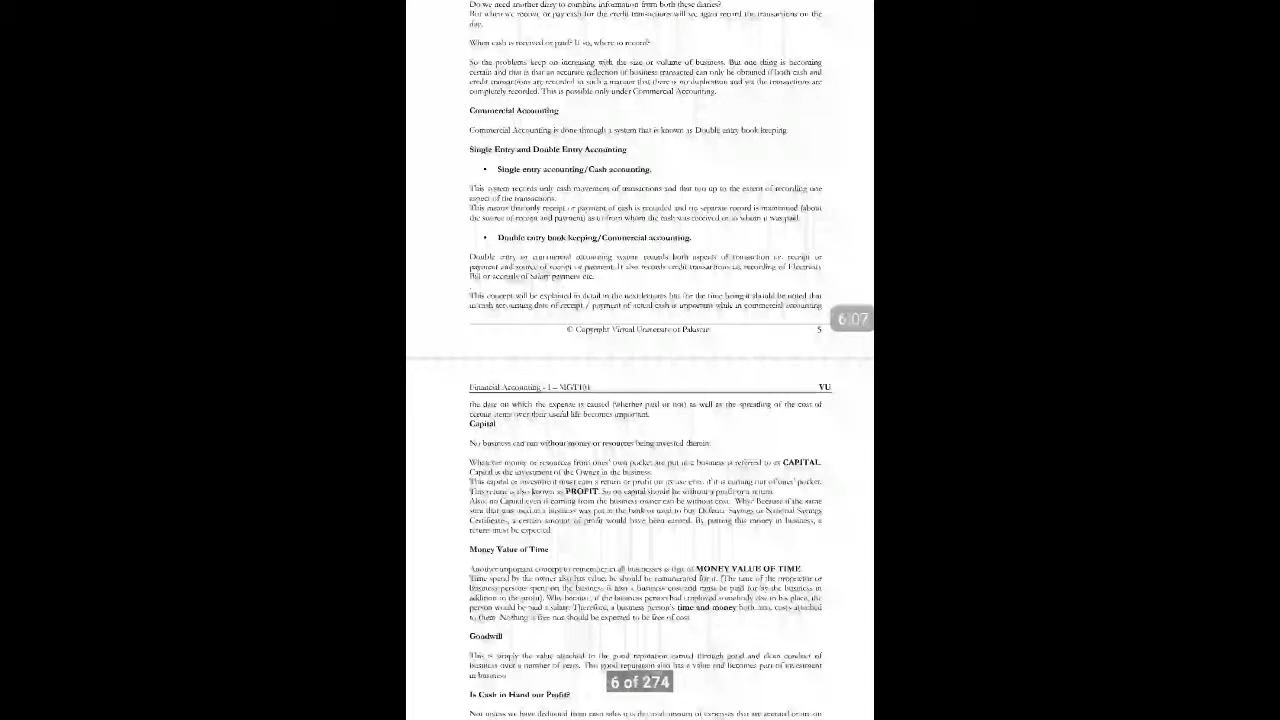 Do we need another diary to combine information from both these diaries?
But when we receive or pay cash for the credit transactions will we again record the transactions on the
day.
When cash is received or paid? If so, where to record?
So the problems keep on increasing with the size or volume of business. But one thing is becoming
certain and that is that an accurate reflection of business transacted can only be obtained if both cash and
credit transactions are recorded in such a manner that there is no duplication and yet the transactions are
completely recorded. This is possible only under Commercial Accounting.
Commercial Accounting
Commercial Accounting is done through a system that is known as Double entry book keeping.
Single Entry and Double Entry Accounting
• Single entry accounting/Cash accounting.
This system records only cash movement of transactions and that too up to the extent of recording one
aspect of the transactions.
This means that only receipt or payment of cash is recorded and no separate record is maintained (about
the source of receipt and payment) as to from whom the cash was received or to whom it was paid.
• Double entry book keeping/Commercial accounting.
Double entry or commercial accounting system records both aspects of transaction i.e. receipt or
payment and source of receipt or payment. It also records credit transactions i.e. recording of Electricity
Bill or accruals of Salary payment etc.
.
This concept will be explained in detail in the next lectures but for the time being it should be noted that
in cash accounting date of receipt / payment of actual cash is important while in commercial accounting
6:07
© Copyright Virtual University of Pakistan 5
Financial Accounting - I – MGT101 VU
the date on which the expense is caused (whether paid or not) as well as the spreading of the cost of
certain items over their useful life becomes important.
Capital
No business can run without money or resources being invested therein.
Whatever money or resources from ones' own pocket are put in a business is referred to as CAPITAL.
Capital is the investment of the Owner in the business.
This capital or investment must earn a return or profit on its use even if it is coming out of ones' pocket.
This return is also known as PROFIT. So no capital should be without a profit or a return.
Also, no Capital even if coming from the business owner can be without cost. Why? Because if the same
sum that was used in a business was put in the bank or used to buy Defense Savings or National Savings
Certificates, a certain amount of profit would have been earned. By putting this money in business, a
return must be expected.
Money Value of Time
Another important concept to remember in all businesses is that of MONEY VALUE OF TIME.
Time spend by the owner also has value, he should be remunerated for it. (The time of the proprietor or
business persons spent on the business is also a business cost and must be paid for by the business in
addition to the profit). Why because, if the business person had employed somebody else in his place, the
person would be paid a salary. Therefore, a business person's time and money both have costs attached
to them. Nothing is free nor should be expected to be free of cost.
Goodwill
This is simply the value attached to the good reputation earned through good and clean conduct of
business over a number of years. This good reputation also has a value and becomes part of investment
in business.
6 of 274
Is Cash in Hand our Profit?
Not unless we have deducted from cash sales